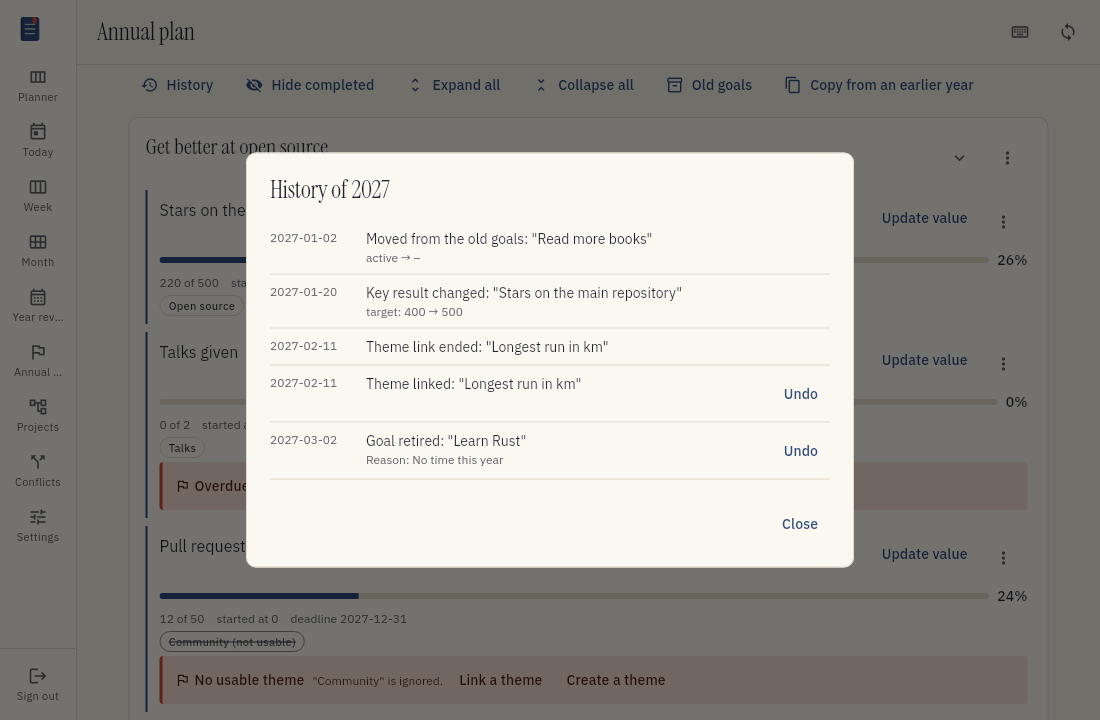 Annual plan
Planner
Today
Week
Month
Year rev...
Annual ...
Projects
Conflicts
Settings
Sign out
History
Hide completed
Expand all
Collapse all
Old goals
Copy from an earlier year
Get better at open source
Stars on the
Update value
26%
220 of 500
Open source
Talks given
Update value
0%
0 of 2
Talks
Overdue
Pull request
Update value
24%
12 of 50 started at 0 deadline 2027-12-31
Community (not usable)
No usable theme "Community" is ignored. Link a theme Create a theme
History of 2027
2027-01-02 Moved from the old goals: "Read more books"
active → –
2027-01-20 Key result changed: "Stars on the main repository"
target: 400 → 500
2027-02-11 Theme link ended: "Longest run in km"
2027-02-11 Theme linked: "Longest run in km"
Undo
2027-03-02 Goal retired: "Learn Rust"
Reason: No time this year
Undo
Close